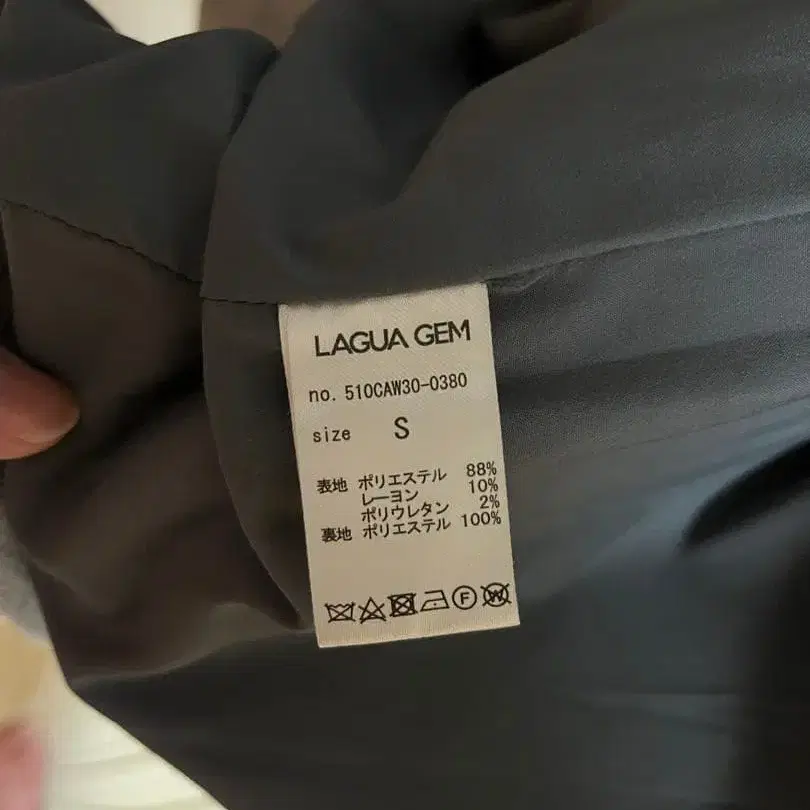 LAGUA GEM
no. 510CAW30-0380
size S
表地 ポリエステル 88%
レーヨン 10%
ポリウレタン 2%
裏地 ポリエステル 100%
F W